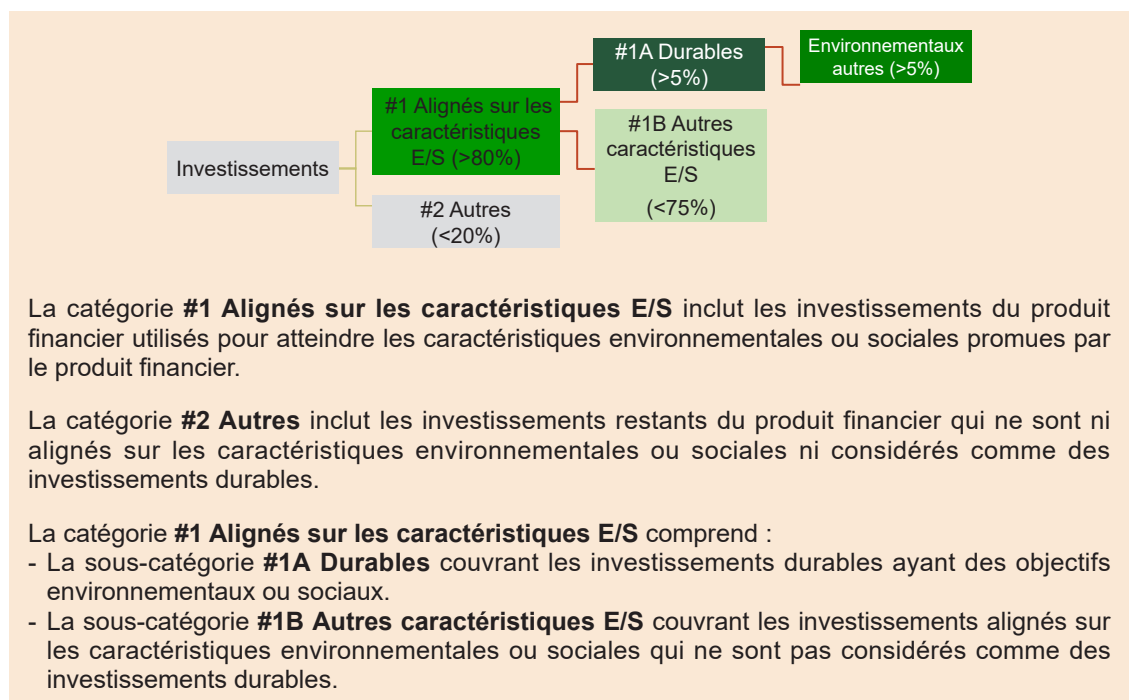 Investissements
#1 Alignés sur les
caractéristiques
E/S (>80%)
#2 Autres
(<20%)
#1A Durables
(>5%)
#1B Autres
caractéristiques
E/S
(<75%)
Environnementaux
autres (>5%)
La catégorie #1 Alignés sur les caractéristiques E/S inclut les investissements du produit
financier utilisés pour atteindre les caractéristiques environnementales ou sociales promues par
le produit financier.
La catégorie #2 Autres inclut les investissements restants du produit financier qui ne sont ni
alignés sur les caractéristiques environnementales ou sociales ni considérés comme des
investissements durables.
La catégorie #1 Alignés sur les caractéristiques E/S comprend :
- La sous-catégorie #1A Durables couvrant les investissements durables ayant des objectifs
environnementaux ou sociaux.
- La sous-catégorie #1B Autres caractéristiques E/S couvrant les investissements alignés sur
les caractéristiques environnementales ou sociales qui ne sont pas considérés comme des
investissements durables.